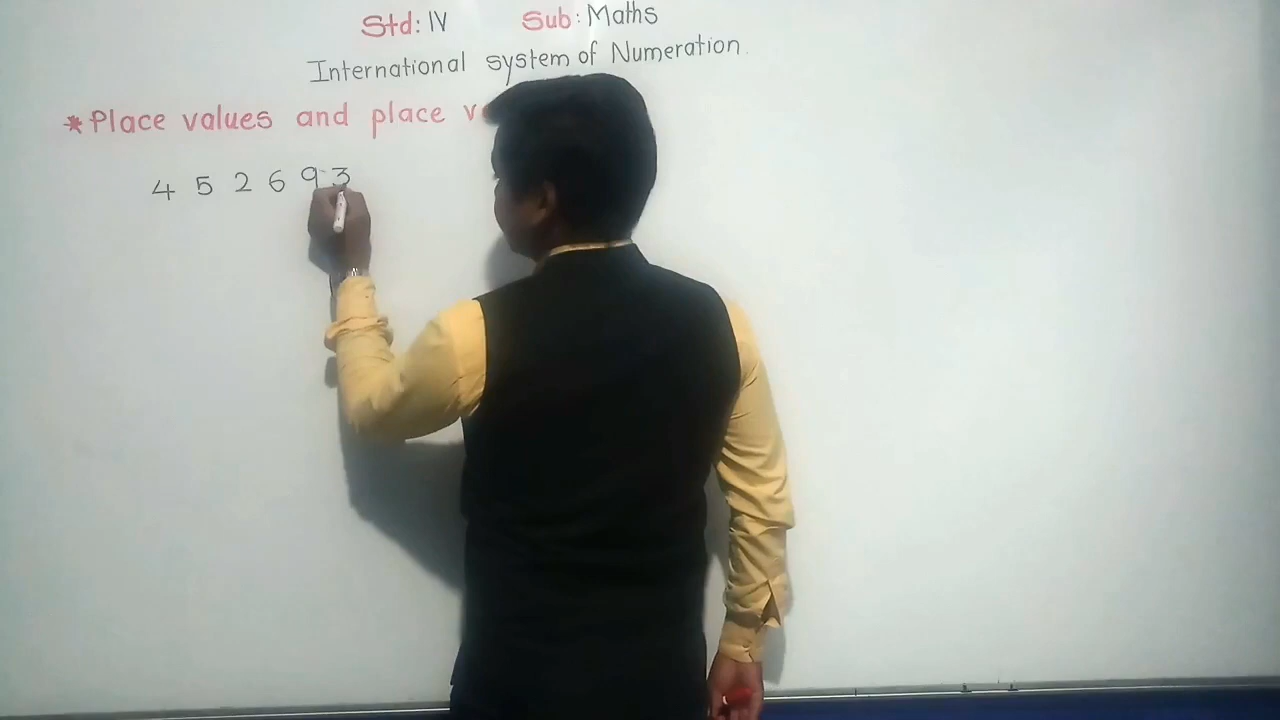 Std: IV Sub: Maths
International system of Numeration.
*Place values and place
4 5 2 6 9 3